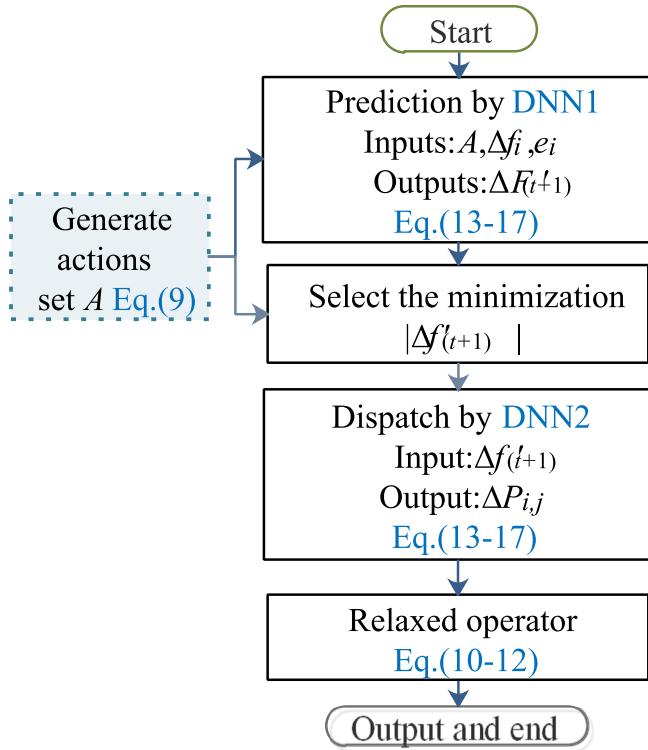 Start
Prediction by DNN1
Inputs:A,Δfi ,ei
Outputs:ΔF(t+1)′
Eq.(13-17)
Generate
actions
set A Eq.(9)
Select the minimization
|Δf′(t+1) |
Dispatch by DNN2
Input:Δf(t+1)′
Output:ΔPi,j
Eq.(13-17)
Relaxed operator
Eq.(10-12)
Output and end